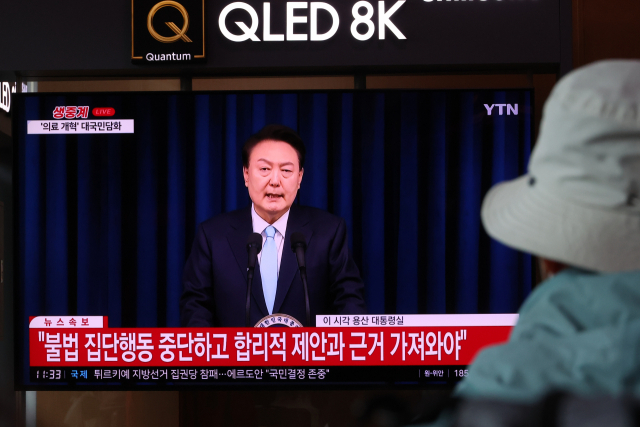 Quantum
QLED 8K
생중계 LIVE
'의료 개혁' 대국민담화
YTN
뉴스속보
이 시각 용산 대통령실
"불법 집단행동 중단하고 합리적 제안과 근거 가져와야"
11:33 국제 튀르키예 지방선거 집권당 참패…에르도안 "국민결정 존중"
원·위안 185